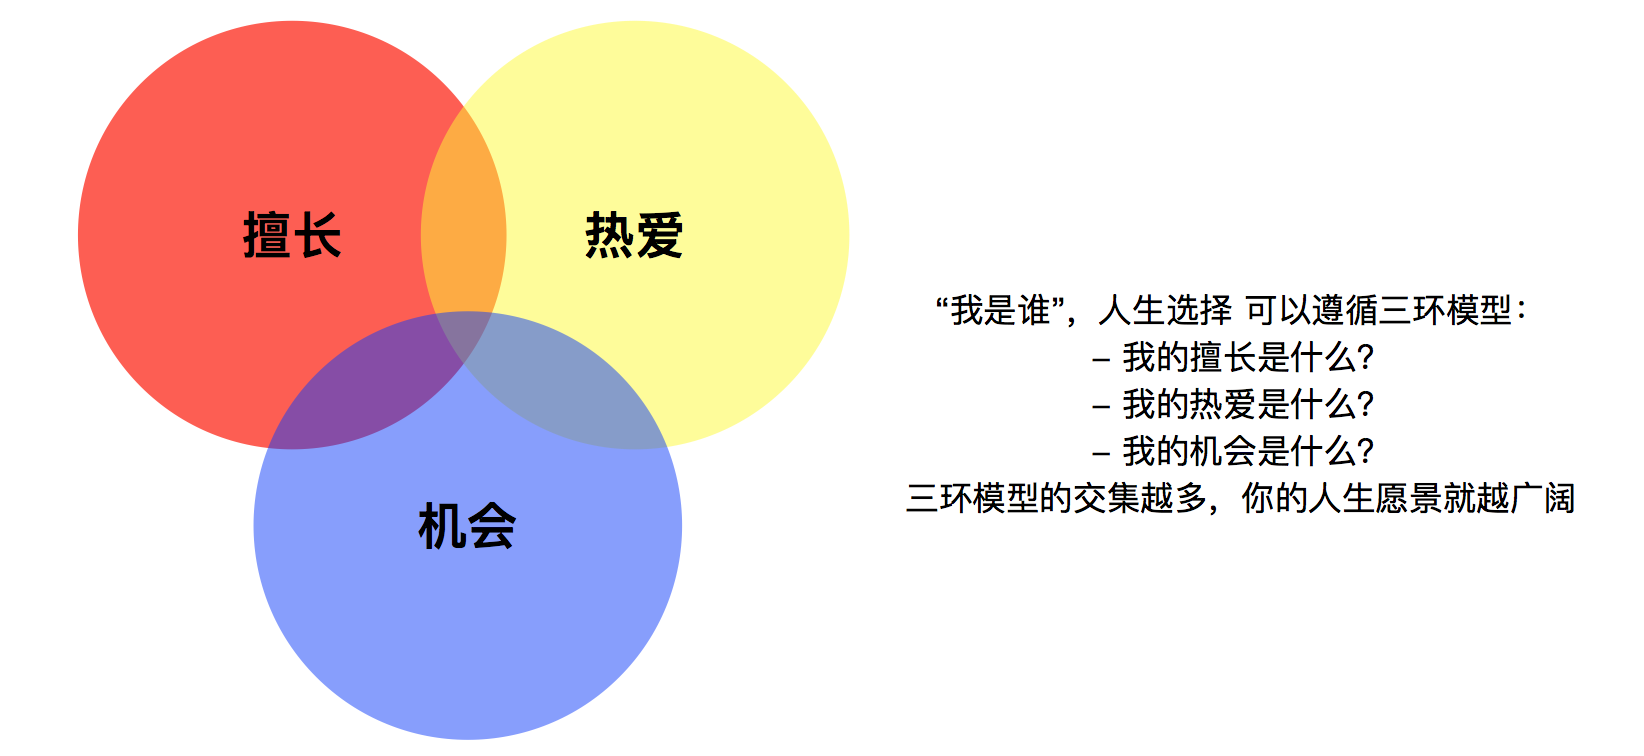 擅长
热爱
机会
“我是谁”，人生选择 可以遵循三环模型：
– 我的擅长是什么？
– 我的热爱是什么？
– 我的机会是什么？
三环模型的交集越多，你的人生愿景就越广阔